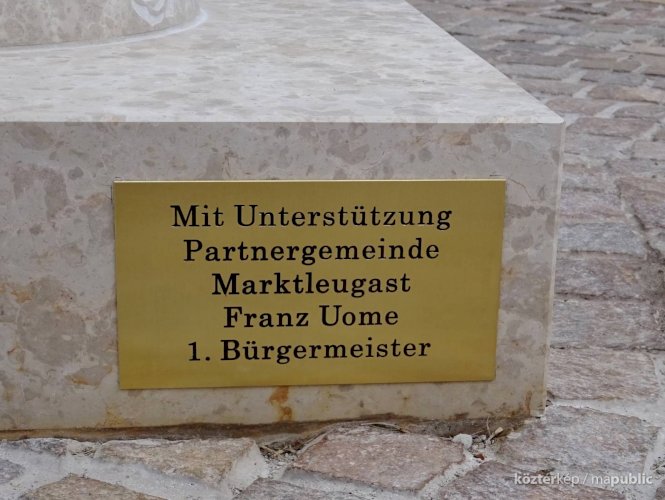 Mit Unterstützung
Partnergemeinde
Marktleugast
Franz Uome
1. Bürgermeister
köztérkép / mapublic